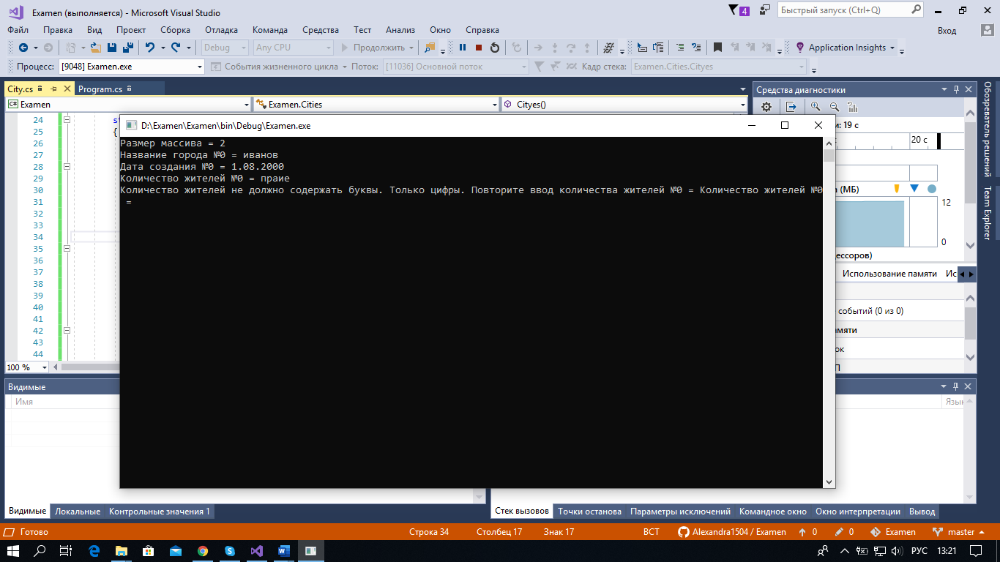 Examen (выполняется) - Microsoft Visual Studio
4
Быстрый запуск (Ctrl+Q)
Файл Правка Вид Проект Сборка Отладка Команда Средства Тест Анализ Окно Справка
Вход
Debug Any CPU Продолжить Application Insights
Процесс: [9048] Examen.exe События жизненного цикла Поток: [11036] Основной поток Кадр стека: Examen.Cities.Cityes
City.cs Program.cs
Examen Examen.Cities Cityes()
24 st
25 {
26
27
28
29
30
31
32
33
34
35
36
37
38
39
40
41
42
43
44
100 %
D:\Examen\Examen\bin\Debug\Examen.exe
Размер массива = 2
Название города №0 = иванов
Дата создания №0 = 1.08.2000
Количество жителей №0 = праие
Количество жителей не должно содержать буквы. Только цифры. Повторите ввод количества жителей №0 = Количество жителей №0
=
Средства диагностики
и: 19 с
20 с
а (МБ)
12
0
цессоров)
Использование памяти Ис
событий (0 из 0)
амяти
ок
Обозреватель решений
Team Explorer
Видимые
Имя
Язык
Видимые Локальные Контрольные значения 1
Стек вызовов Точки останова Параметры исключений Командное окно Окно интерпретации Вывод
Готово Строка 34 Столбец 17 Знак 17 ВСТ Alexandra1504 / Examen 0 0 Examen master
РУС 13:21